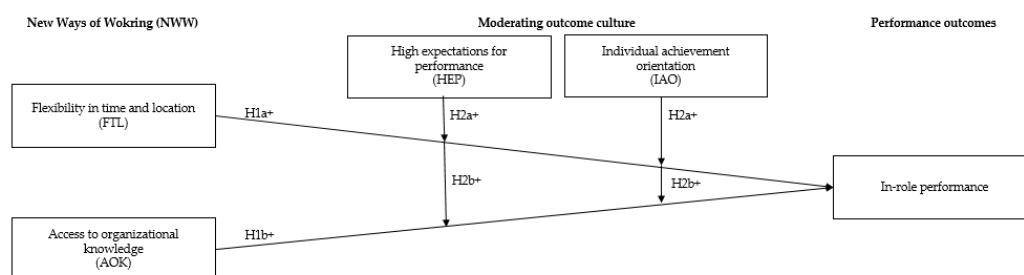 New Ways of Wokring (NWW)
Moderating outcome culture
Performance outcomes
High expectations for
performance
(HEP)
Individual achievement
orientation
(IAO)
Flexibility in time and location
(FTL)
H1a+
H2a+
H2a+
H2b+
H2b+
In-role performance
Access to organizational
knowledge
(AOK)
H1b+